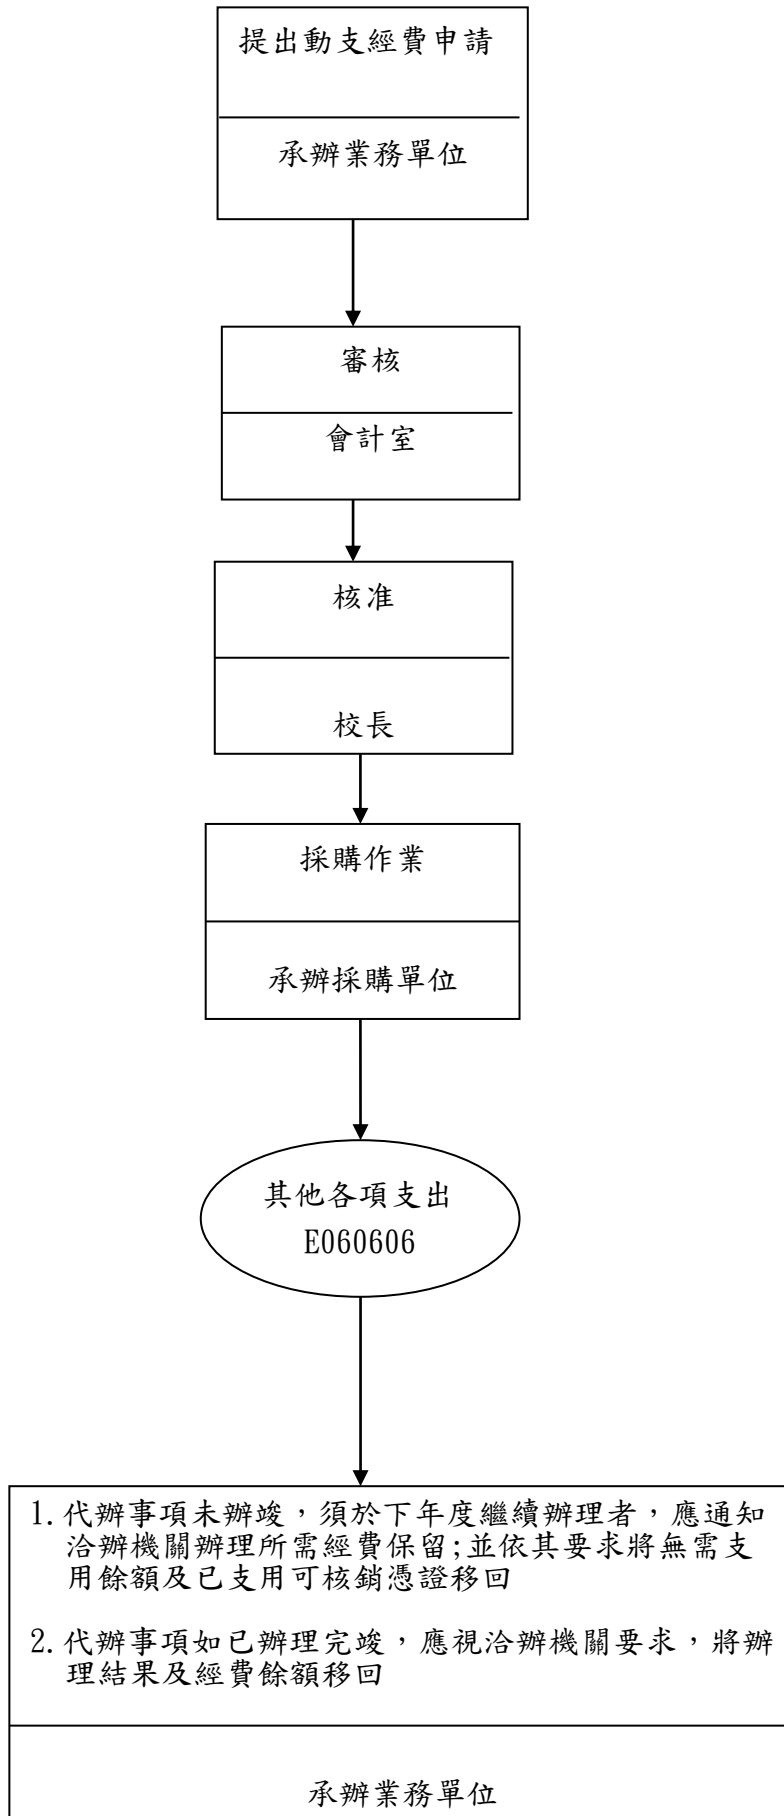 提出動支經費申請
承辦業務單位
審核
會計室
核准
校長
採購作業
承辦採購單位
其他各項支出
E060606
1.代辦事項未辦竣，須於下年度繼續辦理者，應通知
洽辦機關辦理所需經費保留;並依其要求將無需支
用餘額及已支用可核銷憑證移回
2.代辦事項如已辦理完竣，應視洽辦機關要求，將辦
理結果及經費餘額移回
承辦業務單位